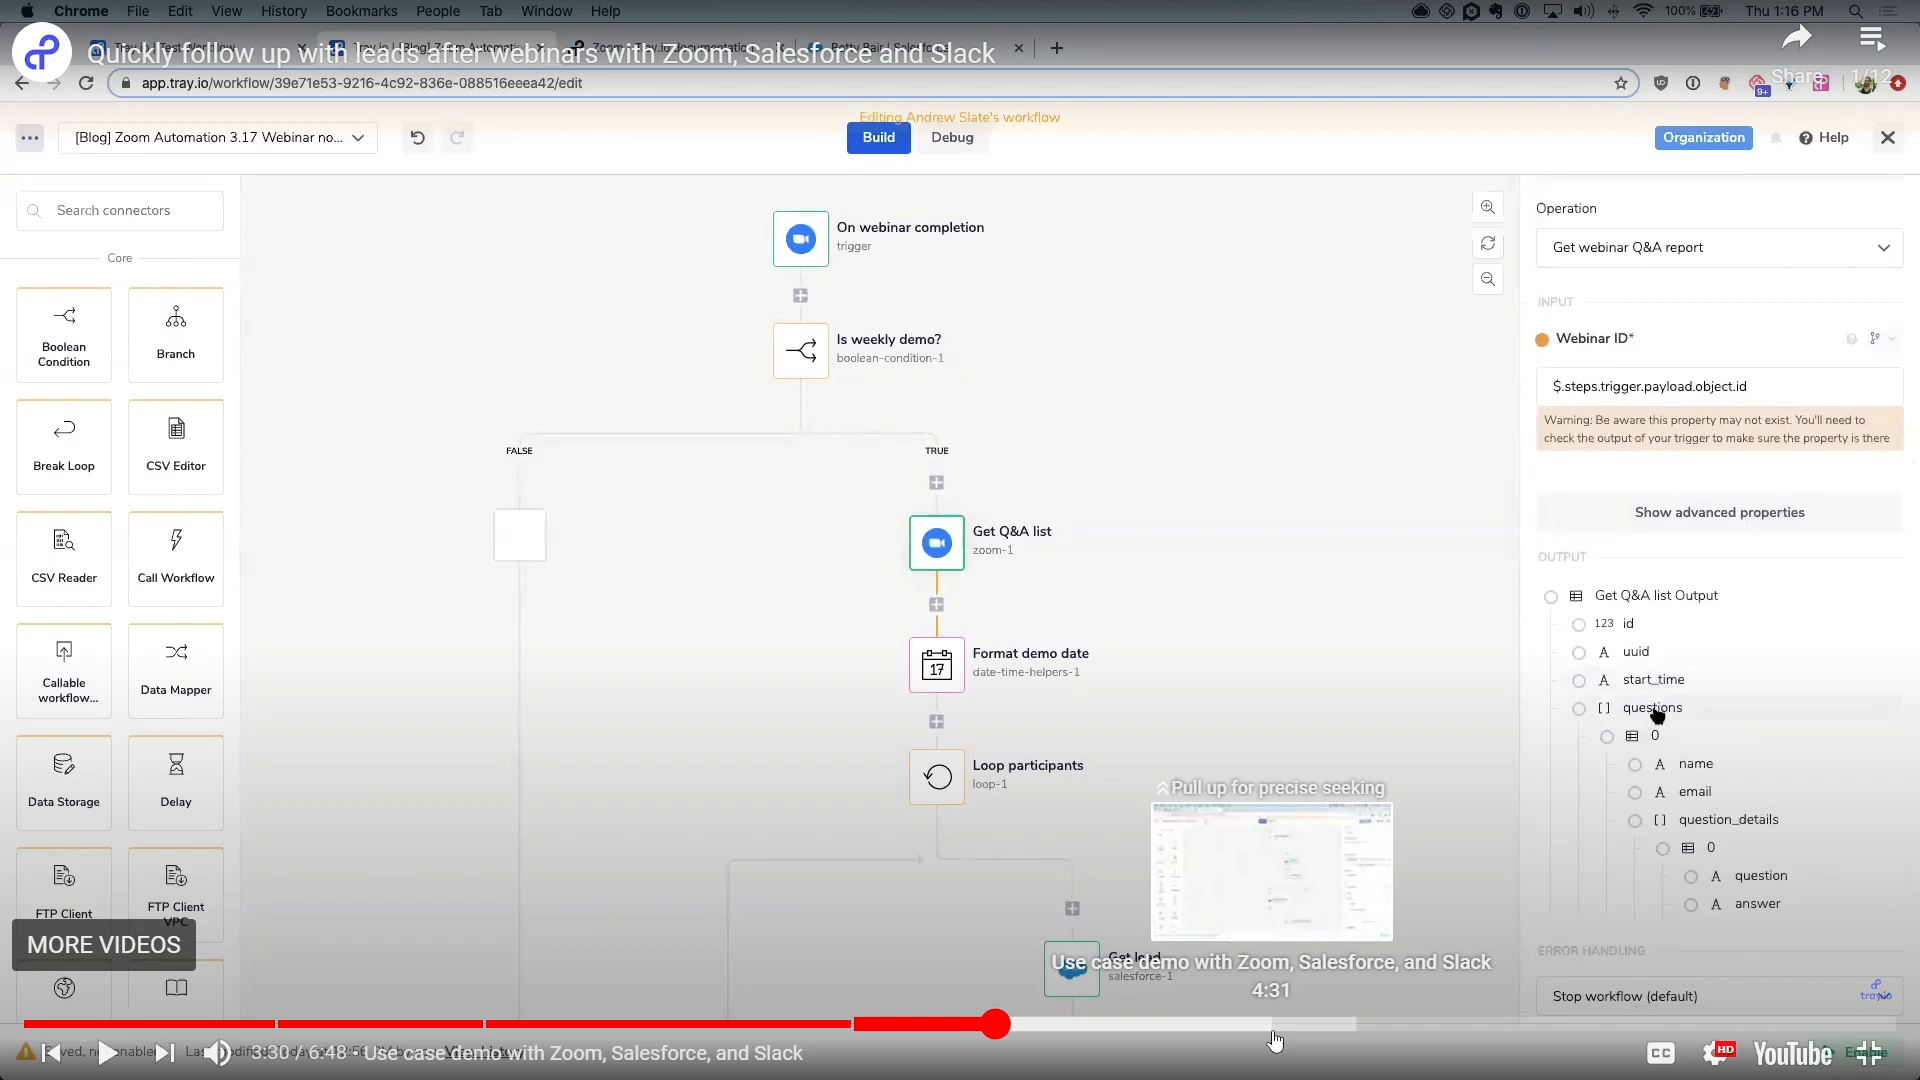 Chrome File Edit View History Bookmarks People Tab Window Help
100% Thu 1:16 PM
Quickly follow up with leads after webinars with Zoom, Salesforce and Slack
app.tray.io/workflow/39e71e53-9216-4c92-836e-088516eeea42/edit
Share
1/12
9+
Editing Andrew Slate's workflow
[Blog] Zoom Automation 3.17 Webinar no...
Build
Debug
Organization
Help
Search connectors
Core
Boolean
Condition
Branch
Break Loop
CSV Editor
CSV Reader
Call Workflow
Callable
workflow...
Data Mapper
Data Storage
Delay
FTP Client
FTP Client
VPC
On webinar completion
trigger
Is weekly demo?
boolean-condition-1
FALSE
TRUE
Get Q&A list
zoom-1
17
Format demo date
date-time-helpers-1
Loop participants
loop-1
Get lead
salesforce-1
Operation
Get webinar Q&A report
INPUT
Webinar ID*
$.steps.trigger.payload.object.id
Warning: Be aware this property may not exist. You'll need to
check the output of your trigger to make sure the property is there
Show advanced properties
OUTPUT
Get Q&A list Output
123 id
A uuid
A start_time
[ ] questions
0
A name
A email
[ ] question_details
0
A question
A answer
ERROR HANDLING
Stop workflow (default)
tray.io
Pull up for precise seeking
Use case demo with Zoom, Salesforce, and Slack
4:31
MORE VIDEOS
3:30 / 6:48 · Use case demo with Zoom, Salesforce, and Slack
CC
HD
YouTube
Enable